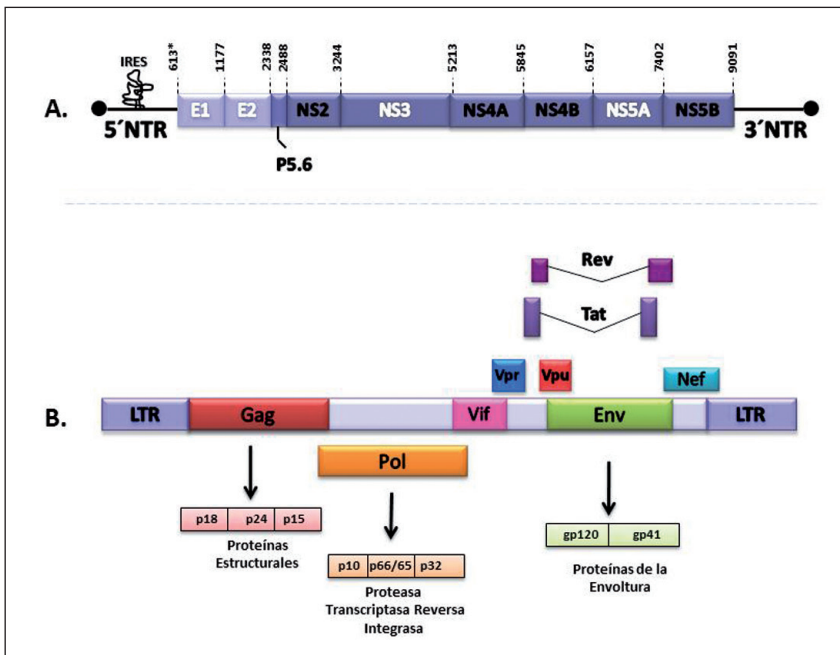 IRES
613*
1177
2338
2488
3244
5213
5845
6157
7402
9091
A.
E1 E2 NS2 NS3 NS4A NS4B NS5A NS5B
5´NTR
3´NTR
P5.6
Rev
Tat
Vpr
Vpu
Nef
B.
LTR Gag Vif Env LTR
Pol
p18 p24 p15
Proteínas
Estructurales
p10 p66/65 p32
Proteasa
Transcriptasa Reversa
Integrasa
gp120 gp41
Proteínas de la
Envoltura